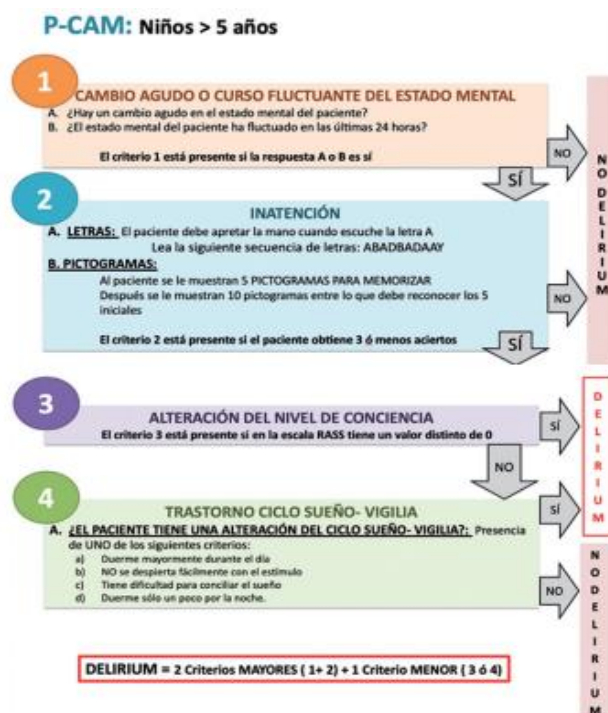 P-CAM: Niños > 5 años
1
CAMBIO AGUDO O CURSO FLUCTUANTE DEL ESTADO MENTAL
A. ¿Hay un cambio agudo en el estado mental del paciente?
B. ¿El estado mental del paciente ha fluctuado en las últimas 24 horas?
El criterio 1 está presente si la respuesta A o B es sí
NO
SÍ
NO DELIRIUM
2
INATENCIÓN
A. LETRAS: El paciente debe apretar la mano cuando escuche la letra A
Lea la siguiente secuencia de letras: ABADBADAAY
B. PICTOGRAMAS:
Al paciente se le muestran 5 PICTOGRAMAS PARA MEMORIZAR
Después se le muestran 10 pictogramas entre lo que debe reconocer los 5
iniciales
El criterio 2 está presente si el paciente obtiene 3 ó menos aciertos
NO
SÍ
3
ALTERACIÓN DEL NIVEL DE CONCIENCIA
El criterio 3 está presente sí en la escala RASS tiene un valor distinto de 0
SÍ
NO
DELIRIUM
4
TRASTORNO CICLO SUEÑO- VIGILIA
A. ¿EL PACIENTE TIENE UNA ALTERACIÓN DEL CICLO SUEÑO- VIGILIA?: Presencia
de UNO de los siguientes criterios:
a) Duerme mayormente durante el día
b) NO se despierta fácilmente con el estímulo
c) Tiene dificultad para conciliar el sueño
d) Duerme sólo un poco por la noche.
SÍ
NO
NO DELIRIUM
DELIRIUM = 2 Criterios MAYORES ( 1+ 2) + 1 Criterio MENOR ( 3 ó 4)